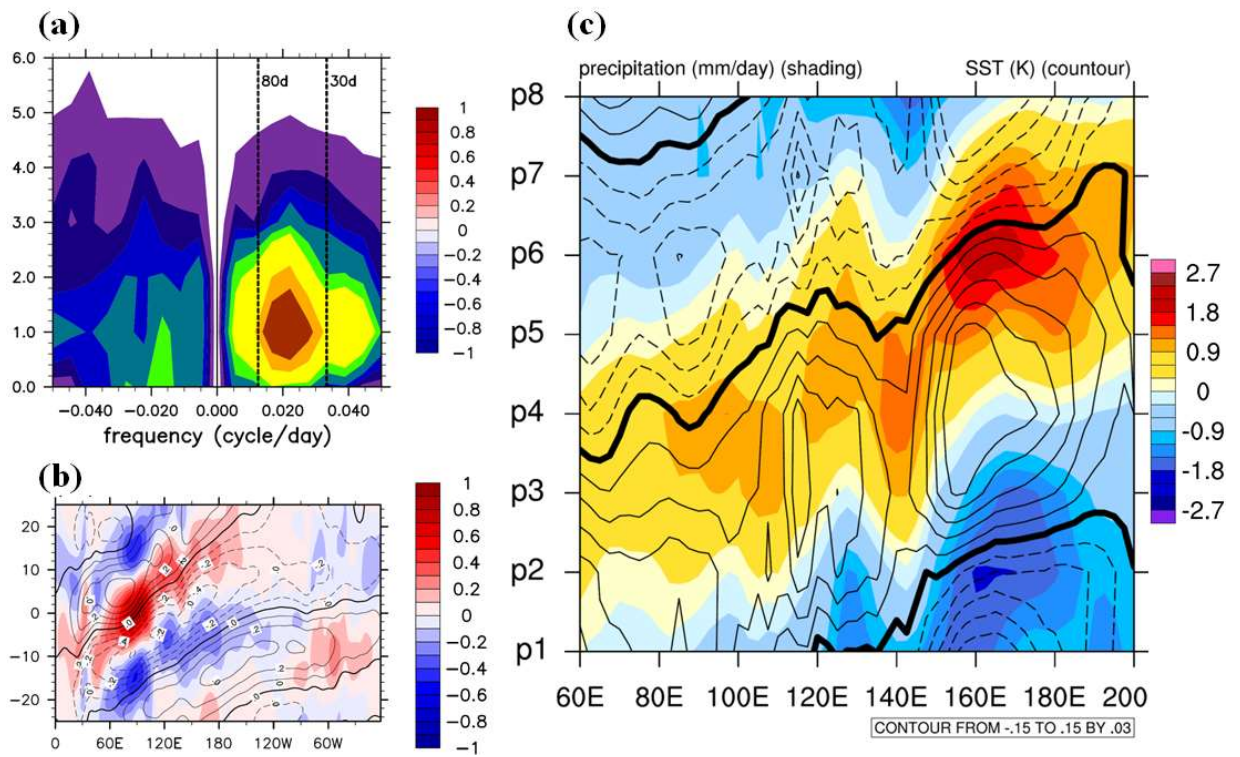 (a)
6.0
5.0
4.0
3.0
2.0
1.0
0.0
80d
30d
−0.040 −0.020 0.000 0.020 0.040
frequency (cycle/day)
1
0.8
0.6
0.4
0.2
0
−0.2
−0.4
−0.6
−0.8
−1
(b)
20
10
0
−10
−20
0 60E 120E 180 120W 60W
1
0.8
0.6
0.4
0.2
0
−0.2
−0.4
−0.6
−0.8
−1
(c)
precipitation (mm/day) (shading) SST (K) (countour)
p8
p7
p6
p5
p4
p3
p2
p1
60E 80E 100E 120E 140E 160E 180E 200
CONTOUR FROM -.15 TO .15 BY .03
2.7
1.8
0.9
0
-0.9
-1.8
-2.7